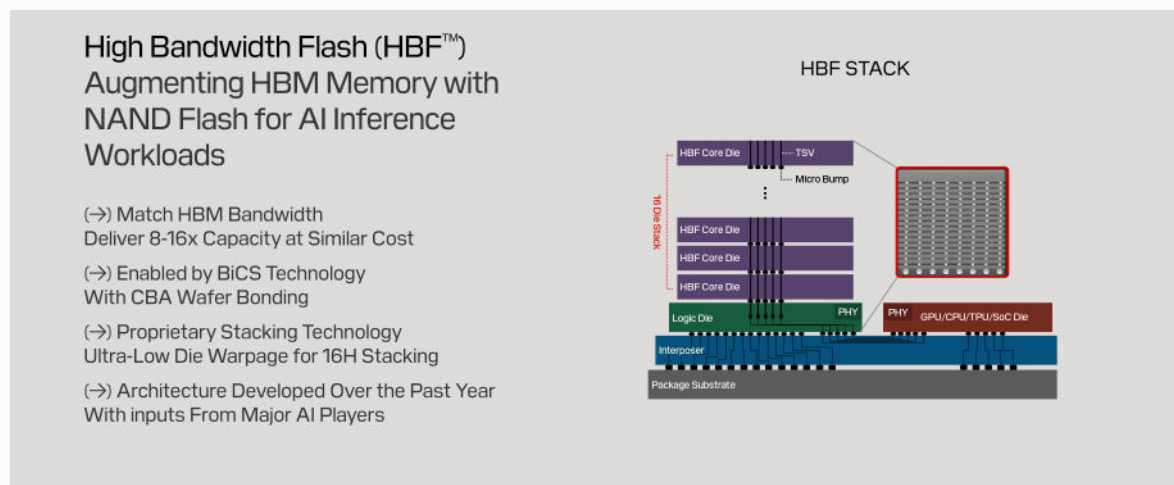 High Bandwidth Flash (HBF™)
Augmenting HBM Memory with
NAND Flash for AI Inference
Workloads
(→) Match HBM Bandwidth
Deliver 8-16x Capacity at Similar Cost
(→) Enabled by BiCS Technology
With CBA Wafer Bonding
(→) Proprietary Stacking Technology
Ultra-Low Die Warpage for 16H Stacking
(→) Architecture Developed Over the Past Year
With inputs From Major AI Players
HBF STACK
HBF Core Die
TSV
Micro Bump
16 Die Stack
HBF Core Die
HBF Core Die
HBF Core Die
Logic Die
PHY
PHY
GPU/CPU/TPU/SoC Die
Interposer
Package Substrate